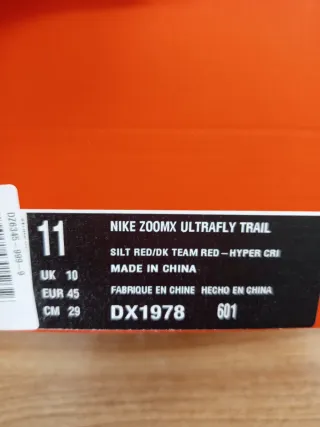 11
NIKE ZOOMX ULTRAFLY TRAIL
SILT RED/DK TEAM RED-HYPER CRI
UK 10
MADE IN CHINA
EUR 45
FABRIQUE EN CHINE HECHO EN CHINA
CM 29
DX1978 601